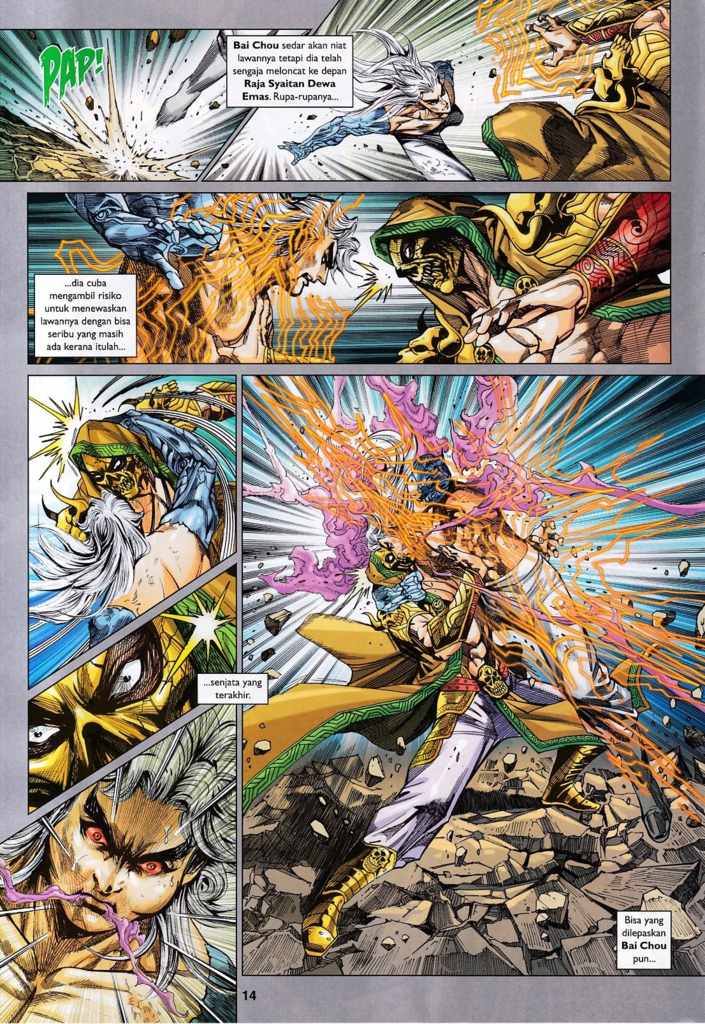 PAP!
Bai Chou sedar akan niat
lawannya tetapi dia telah
sengaja meloncat ke depan
Raja Syaitan Dewa
Emas. Rupa-rupanya...
...dia cuba
mengambil risiko
untuk menewaskan
lawannya dengan bisa
seribu yang masih
ada kerana itulah...
...senjata yang
terakhir.
Bisa yang
dilepaskan
Bai Chou
pun...
14